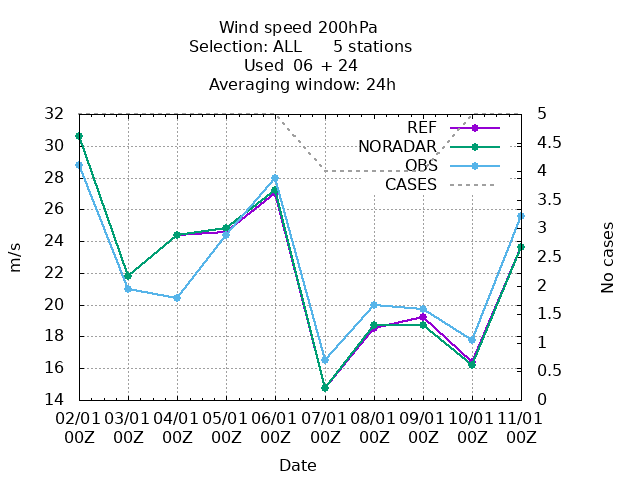 Wind speed 200hPa
Selection: ALL 5 stations
Used 06 + 24
Averaging window: 24h
32
30
28
26
24
22
20
18
16
14
5
4.5
4
3.5
3
2.5
2
1.5
1
0.5
0
REF
NORADAR
OBS
CASES
m/s
No cases
02/01 03/01 04/01 05/01 06/01 07/01 08/01 09/01 10/01 11/01
00Z 00Z 00Z 00Z 00Z 00Z 00Z 00Z 00Z 00Z
Date